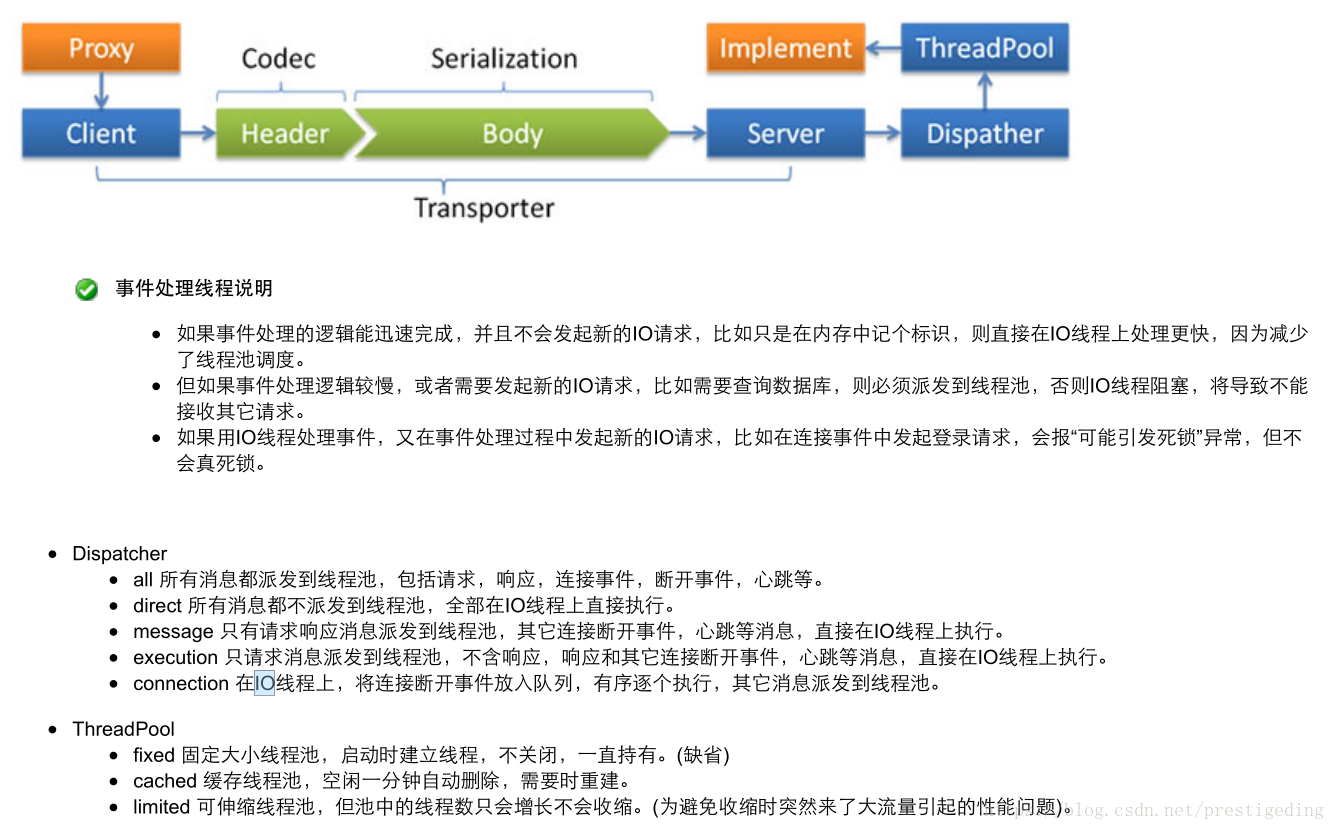 Proxy
Codec
Serialization
Implement
ThreadPool
Client
Header
Body
Server
Dispather
Transporter
事件处理线程说明
如果事件处理的逻辑能迅速完成，并且不会发起新的IO请求，比如只是在内存中记个标识，则直接在IO线程上处理更快，因为减少
了线程池调度。
但如果事件处理逻辑较慢，或者需要发起新的IO请求，比如需要查询数据库，则必须派发到线程池，否则IO线程阻塞，将导致不能
接收其它请求。
如果用IO线程处理事件，又在事件处理过程中发起新的IO请求，比如在连接事件中发起登录请求，会报“可能引发死锁”异常，但不
会真死锁。
Dispatcher
all 所有消息都派发到线程池，包括请求，响应，连接事件，断开事件，心跳等。
direct 所有消息都不派发到线程池，全部在IO线程上直接执行。
message 只有请求响应消息派发到线程池，其它连接断开事件，心跳等消息，直接在IO线程上执行。
execution 只请求消息派发到线程池，不含响应，响应和其它连接断开事件，心跳等消息，直接在IO线程上执行。
connection 在IO线程上，将连接断开事件放入队列，有序逐个执行，其它消息派发到线程池。
ThreadPool
fixed 固定大小线程池，启动时建立线程，不关闭，一直持有。(缺省)
cached 缓存线程池，空闲一分钟自动删除，需要时重建。
limited 可伸缩线程池，但池中的线程数只会增长不会收缩。(为避免收缩时突然来了大流量引起的性能问题)。
blog.csdn.net/prestigeding